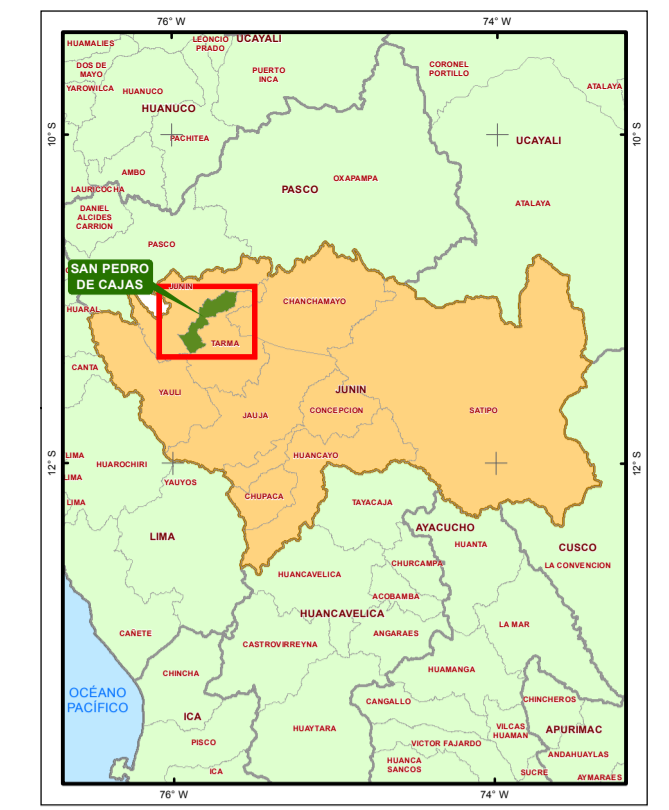 76° W
74° W
HUAMALIES
LEONCIO
PRADO
UCAYALI
DOS DE
MAYO
PUERTO
INCA
CORONEL
PORTILLO
YAROWILCA
HUANUCO
ATALAYA
HUANUCO
10° S
10° S
PACHITEA
UCAYALI
AMBO
OXAPAMPA
LAURICOCHA
PASCO
ATALAYA
DANIEL
ALCIDES
CARRION
PASCO
SAN PEDRO
DE CAJAS
JUNIN
CHANCHAMAYO
HUARAL
TARMA
CANTA
YAULI
JUNIN
JAUJA
CONCEPCION
SATIPO
LIMA
HUAROCHIRI
HUANCAYO
12° S
12° S
LIMA
YAUYOS
CHUPACA
LIMA
TAYACAJA
LIMA
AYACUCHO
HUANTA
CUSCO
CHURCAMPA
LA CONVENCION
HUANCAVELICA
ACOBAMBA
HUANCAVELICA
LA MAR
CAÑETE
ANGARAES
CASTROVIRREYNA
HUAMANGA
CHINCHA
OCÉANO
PACÍFICO
CANGALLO
CHINCHEROS
ICA
HUAYTARA
VILCAS
HUAMAN
APURIMAC
PISCO
VICTOR FAJARDO
ANDAHUAYLAS
HUANCA
SANCOS
ICA
SUCRE
AYMARAES
76° W
74° W